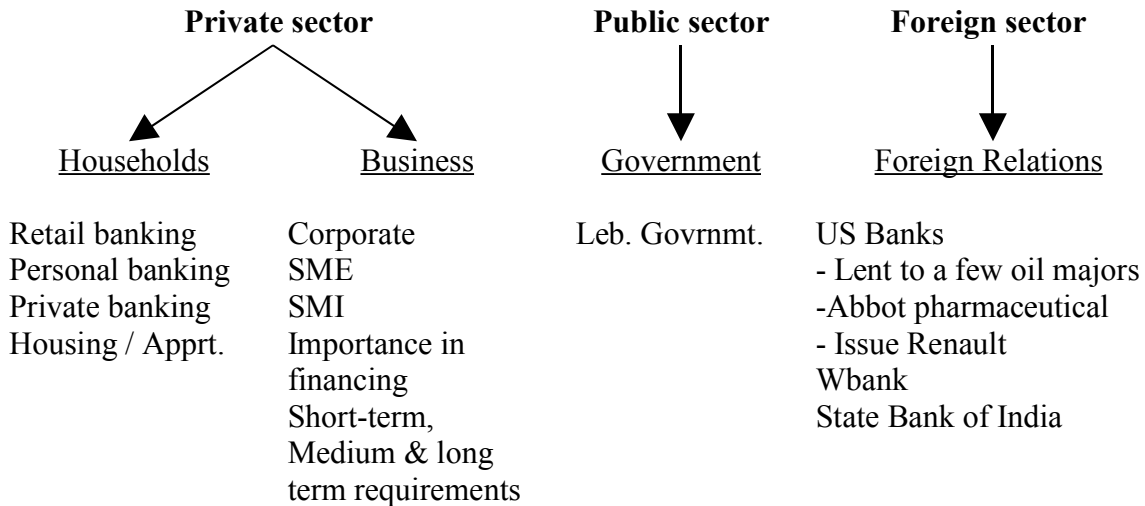 Private sector
Public sector
Foreign sector
Households
Business
Government
Foreign Relations
Retail banking
Personal banking
Private banking
Housing / Apprt.
Corporate
SME
SMI
Importance in
financing
Short-term,
Medium & long
term requirements
Leb. Govrnmt.
US Banks
- Lent to a few oil majors
-Abbot pharmaceutical
- Issue Renault
Wbank
State Bank of India